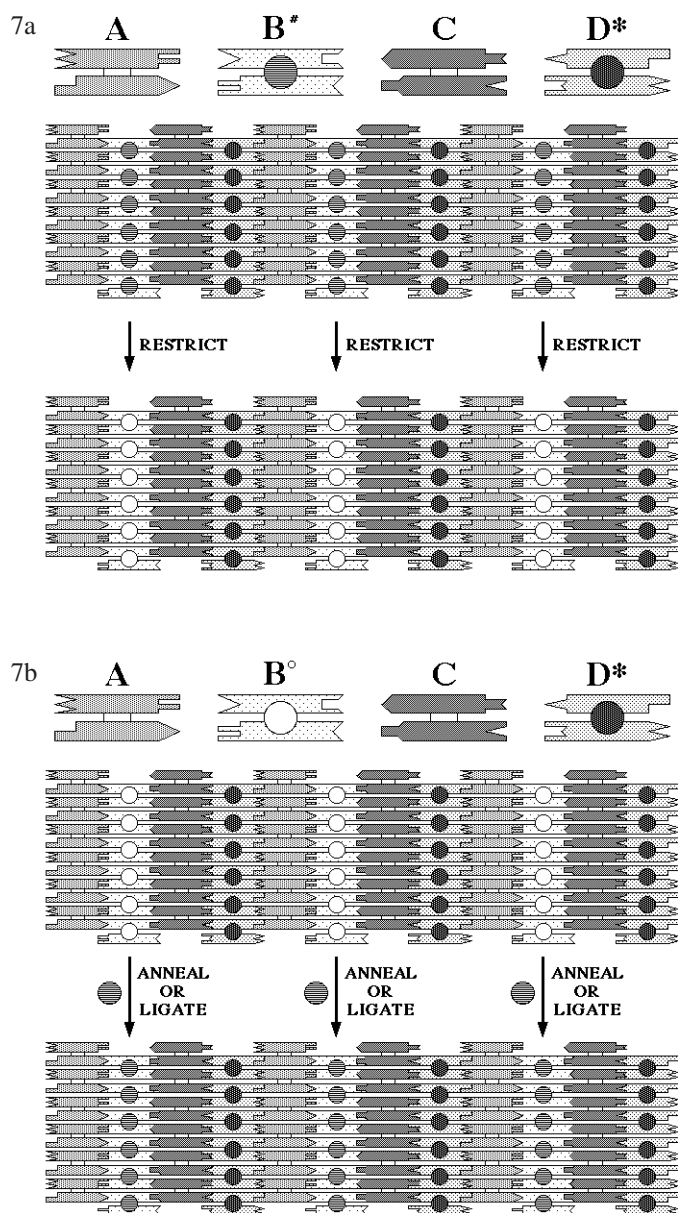 7a
A B# C D*
RESTRICT RESTRICT RESTRICT
7b
A B° C D*
ANNEAL ANNEAL ANNEAL
OR OR OR
LIGATE LIGATE LIGATE